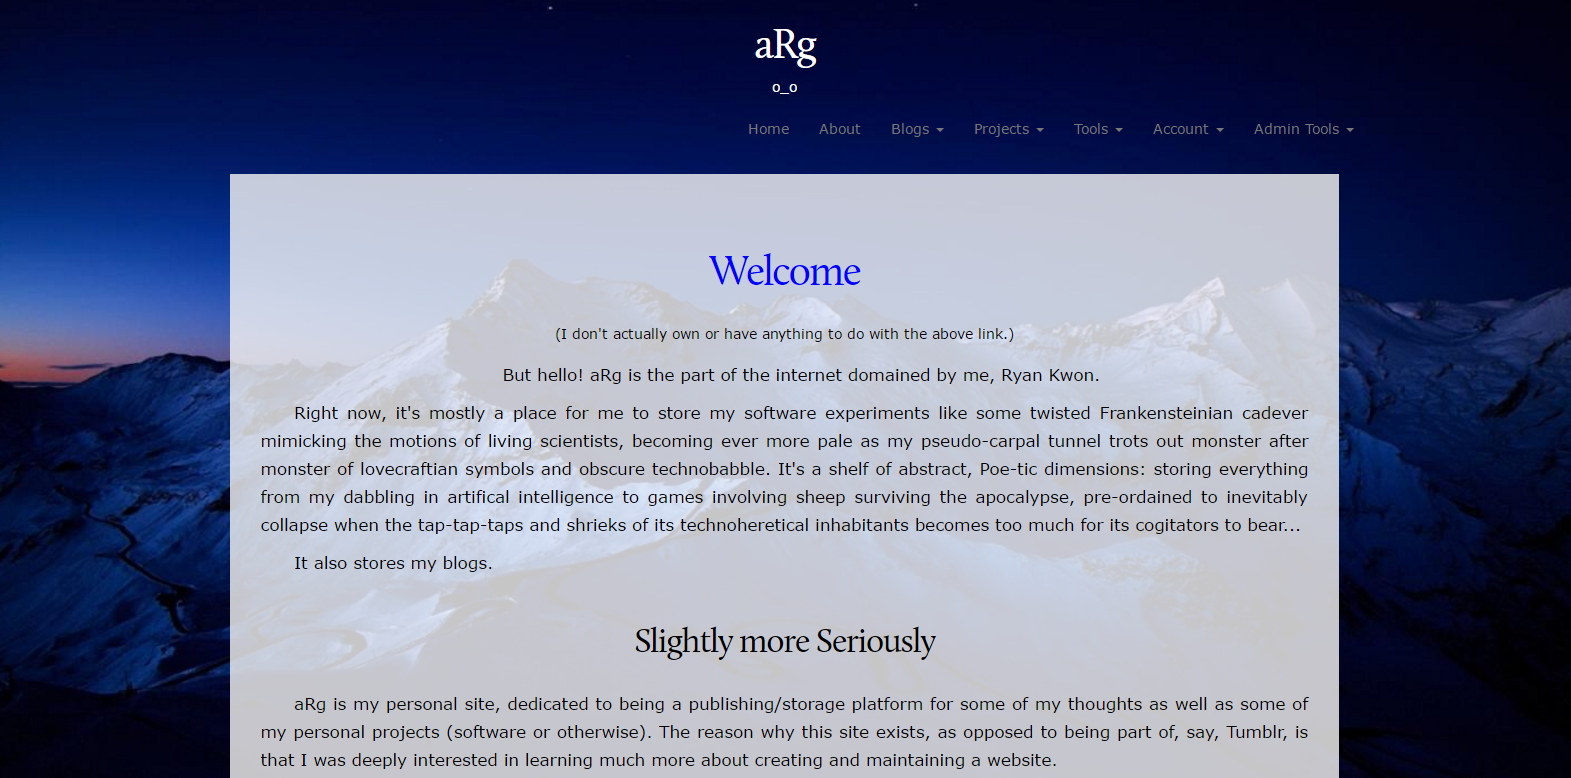 aRg
o_o
Home About Blogs Projects Tools Account Admin Tools
Welcome
(I don't actually own or have anything to do with the above link.)
But hello! aRg is the part of the internet domained by me, Ryan Kwon.
Right now, it's mostly a place for me to store my software experiments like some twisted Frankensteinian cadever
mimicking the motions of living scientists, becoming ever more pale as my pseudo-carpal tunnel trots out monster after
monster of lovecraftian symbols and obscure technobabble. It's a shelf of abstract, Poe-tic dimensions: storing everything
from my dabbling in artifical intelligence to games involving sheep surviving the apocalypse, pre-ordained to inevitably
collapse when the tap-tap-taps and shrieks of its technoheretical inhabitants becomes too much for its cogitators to bear...
It also stores my blogs.
Slightly more Seriously
aRg is my personal site, dedicated to being a publishing/storage platform for some of my thoughts as well as some of
my personal projects (software or otherwise). The reason why this site exists, as opposed to being part of, say, Tumblr, is
that I was deeply interested in learning much more about creating and maintaining a website.